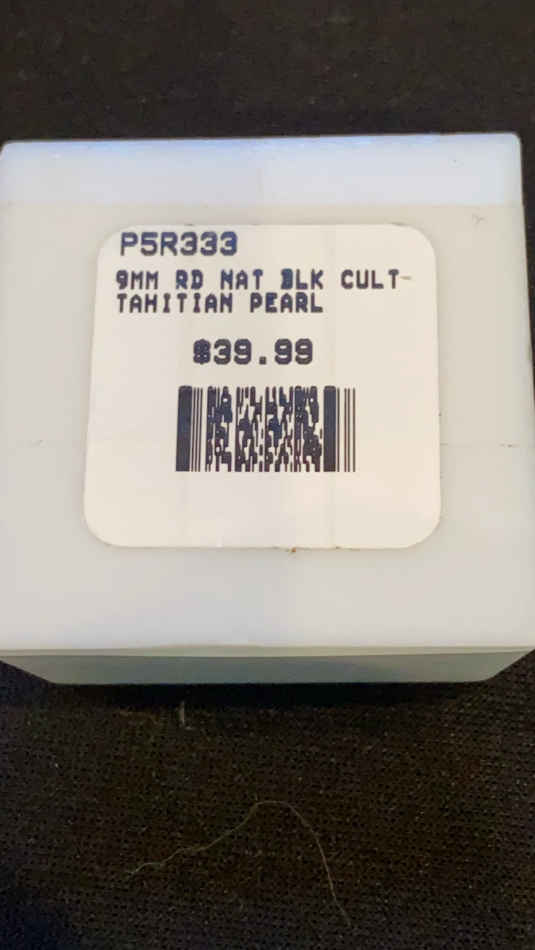 P5R333
9MM RD NAT BLK CULT-
TAHITIAN PEARL
$39.99